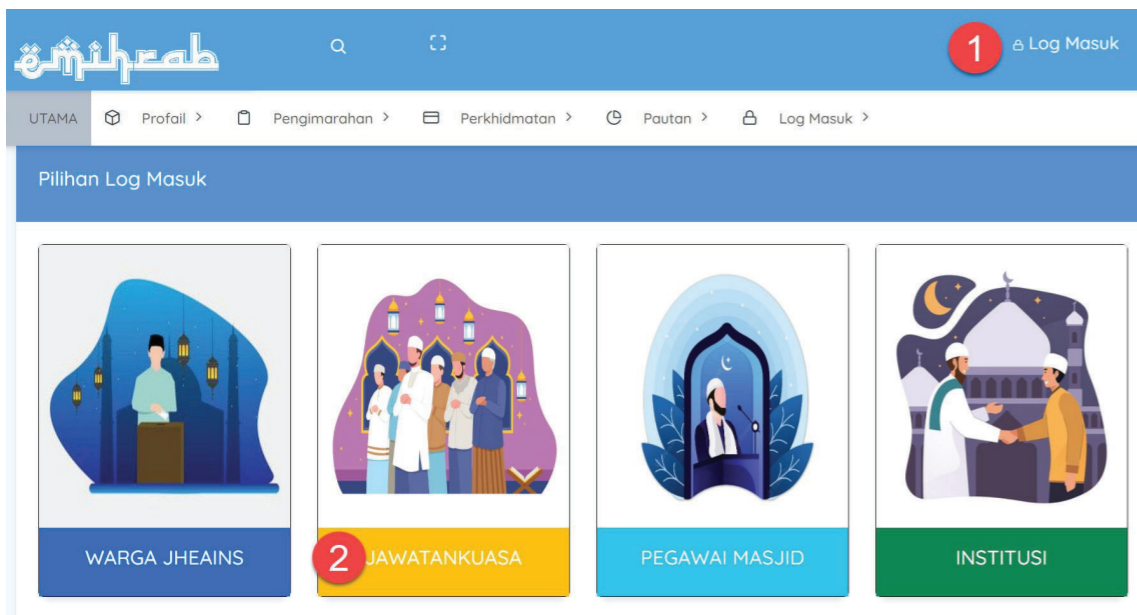 emihrab
1
Log Masuk
UTAMA Profail > Pengimarahan > Perkhidmatan > Pautan > Log Masuk >
Pilihan Log Masuk
WARGA JHEAINS
2
JAWATANKUASA
PEGAWAI MASJID
INSTITUSI